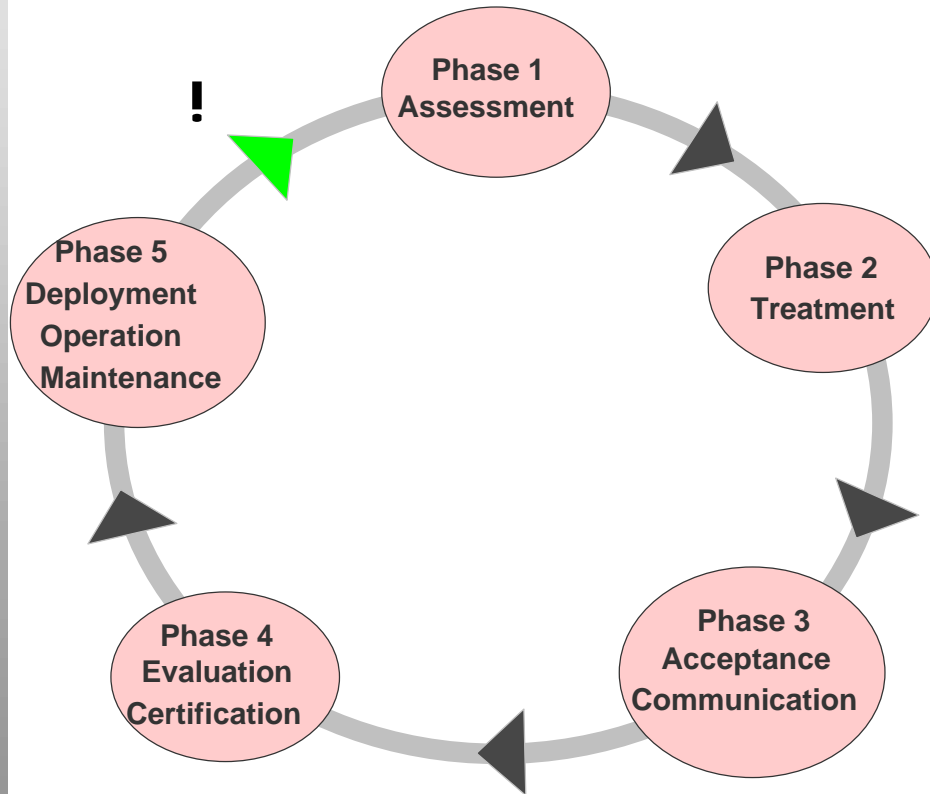 !
Phase 1
Assessment
Phase 2
Treatment
Phase 3
Acceptance
Communication
Phase 4
Evaluation
Certification
Phase 5
Deployment
Operation
Maintenance